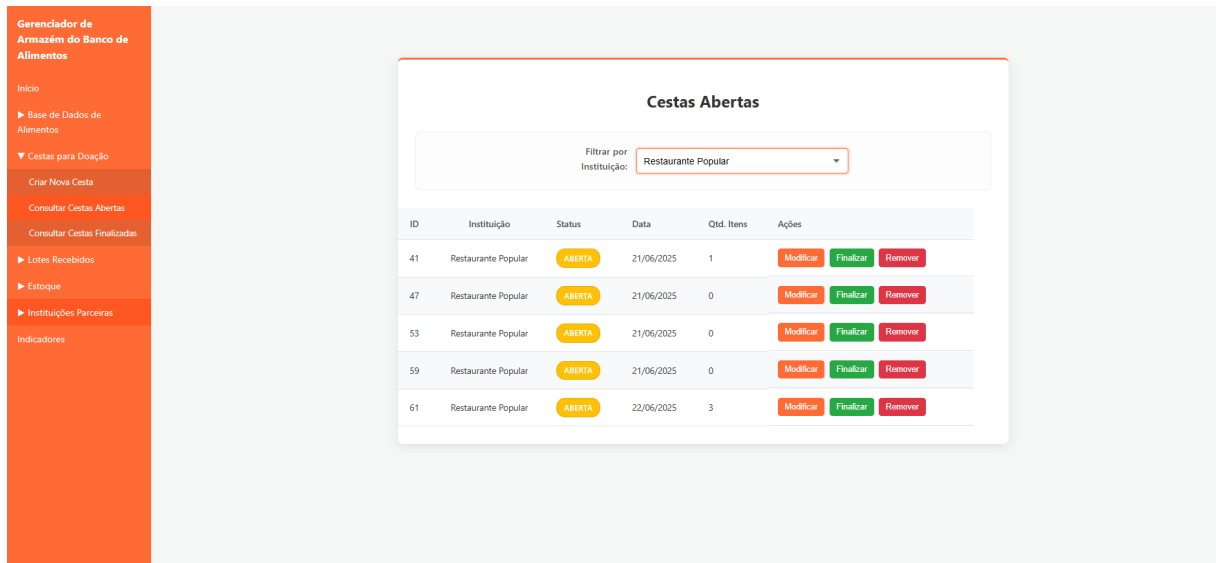 Gerenciador de
Armazém do Banco de
Alimentos
Início
▶ Base de Dados de
Alimentos
▼ Cestas para Doação
Criar Nova Cesta
Consultar Cestas Abertas
Consultar Cestas Finalizadas
▶ Lotes Recebidos
▶ Estoque
▶ Instituições Parceiras
Indicadores
Cestas Abertas
Filtrar por
Instituição:
Restaurante Popular
ID Instituição Status Data Qtd. Itens Ações
41 Restaurante Popular ABERTA 21/06/2025 1 Modificar Finalizar Remover
47 Restaurante Popular ABERTA 21/06/2025 0 Modificar Finalizar Remover
53 Restaurante Popular ABERTA 21/06/2025 0 Modificar Finalizar Remover
59 Restaurante Popular ABERTA 21/06/2025 0 Modificar Finalizar Remover
61 Restaurante Popular ABERTA 22/06/2025 3 Modificar Finalizar Remover